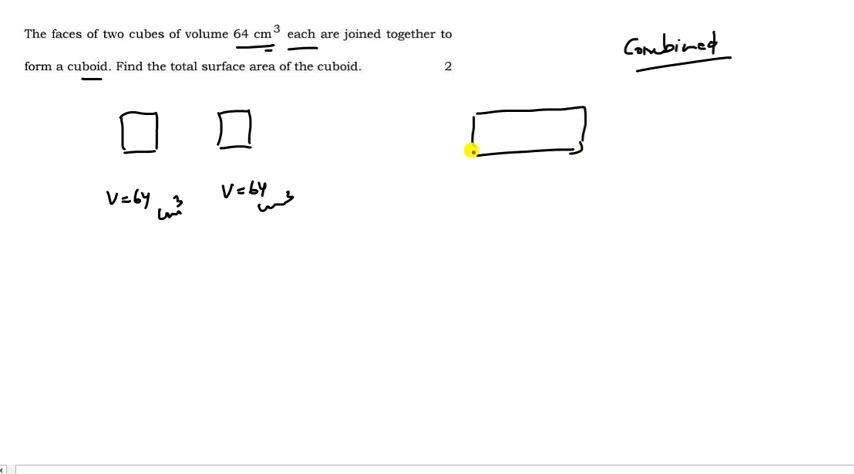 The faces of two cubes of volume 64 cm³ each are joined together to
form a cuboid. Find the total surface area of the cuboid. 2
Combined
V=64 cm³ V=64 cm³